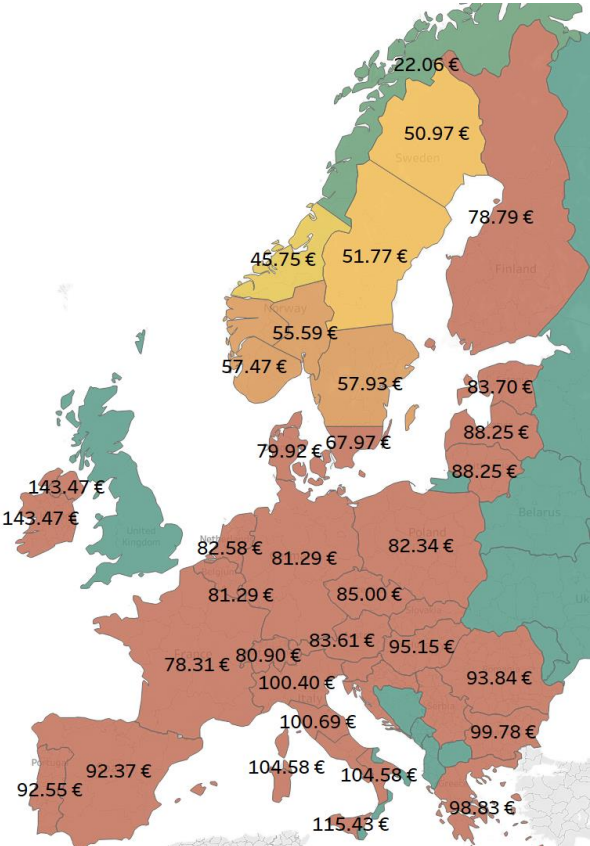 22.06 €
50.97 €
Sweden
78.79 €
45.75 €
51.77 €
Finland
Norway
55.59 €
57.47 €
57.93 €
83.70 €
88.25 €
79.92 €
67.97 €
88.25 €
143.47 €
143.47 €
Belarus
United
Kingdom
Poland
82.58 €
81.29 €
82.34 €
Belgium
81.29 €
85.00 €
83.61 €
95.15 €
France
78.31 €
80.90 €
93.84 €
100.40 €
Italy
Serbia
100.69 €
99.78 €
Portugal
92.37 €
92.55 €
104.58 €
104.58 €
98.83 €
115.43 €